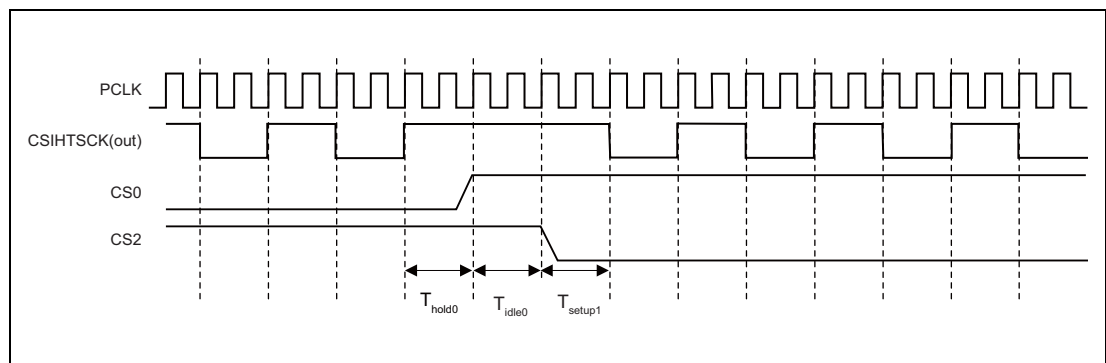 PCLK
CSIHTSCK(out)
CS0
CS2
Thold0 Tidle0 Tsetup1